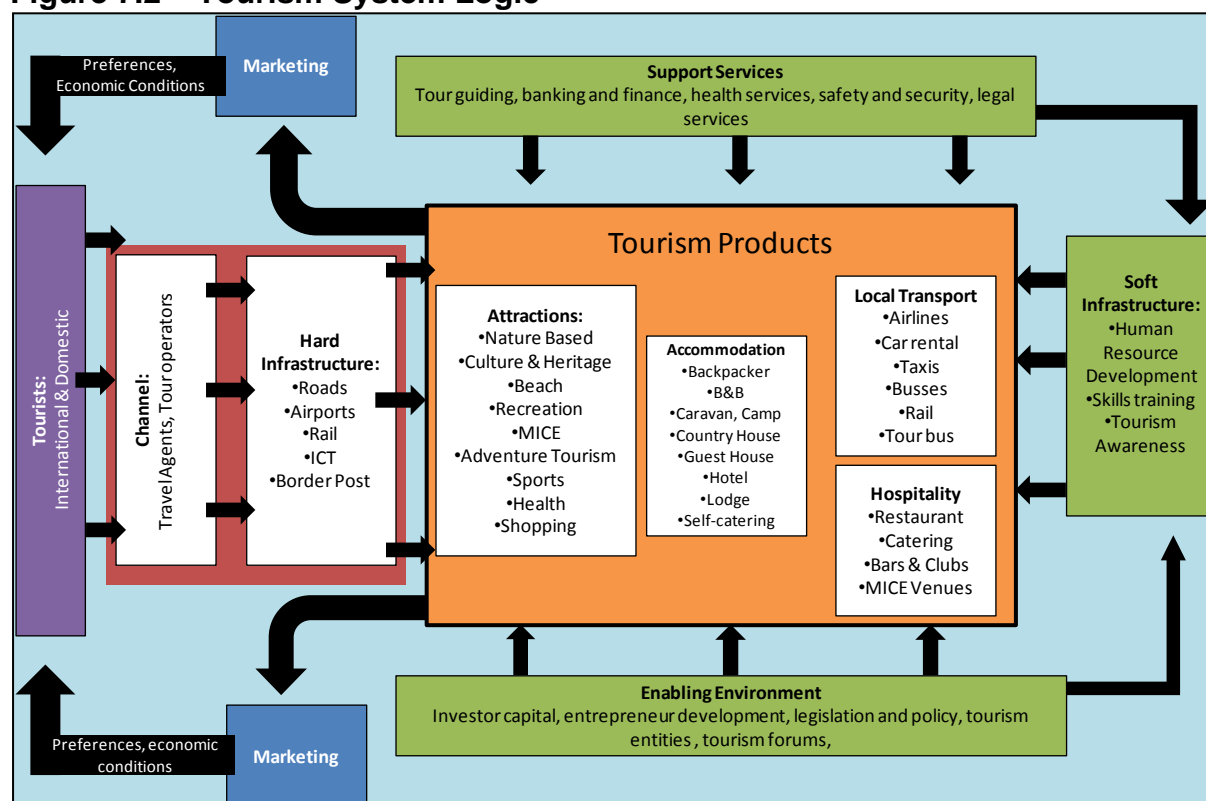 Preferences,
Economic Conditions
Marketing
Support Services
Tour guiding, banking and finance, health services, safety and security, legal
services
Tourists:
International & Domestic
Channel:
Travel Agents, Tour operators
Hard
Infrastructure:
•Roads
•Airports
•Rail
•ICT
•Border Post
Tourism Products
Attractions:
•Nature Based
•Culture & Heritage
•Beach
•Recreation
•MICE
•Adventure Tourism
•Sports
•Health
•Shopping
Accommodation
•Backpacker
•B&B
•Caravan, Camp
•Country House
•Guest House
•Hotel
•Lodge
•Self-catering
Local Transport
•Airlines
•Car rental
•Taxis
•Busses
•Rail
•Tour bus
Hospitality
•Restaurant
•Catering
•Bars & Clubs
•MICE Venues
Soft
Infrastructure:
•Human
Resource
Development
•Skills training
•Tourism
Awareness
Enabling Environment
Investor capital, entrepreneur development, legislation and policy, tourism
entities , tourism forums,
Preferences, economic
conditions
Marketing